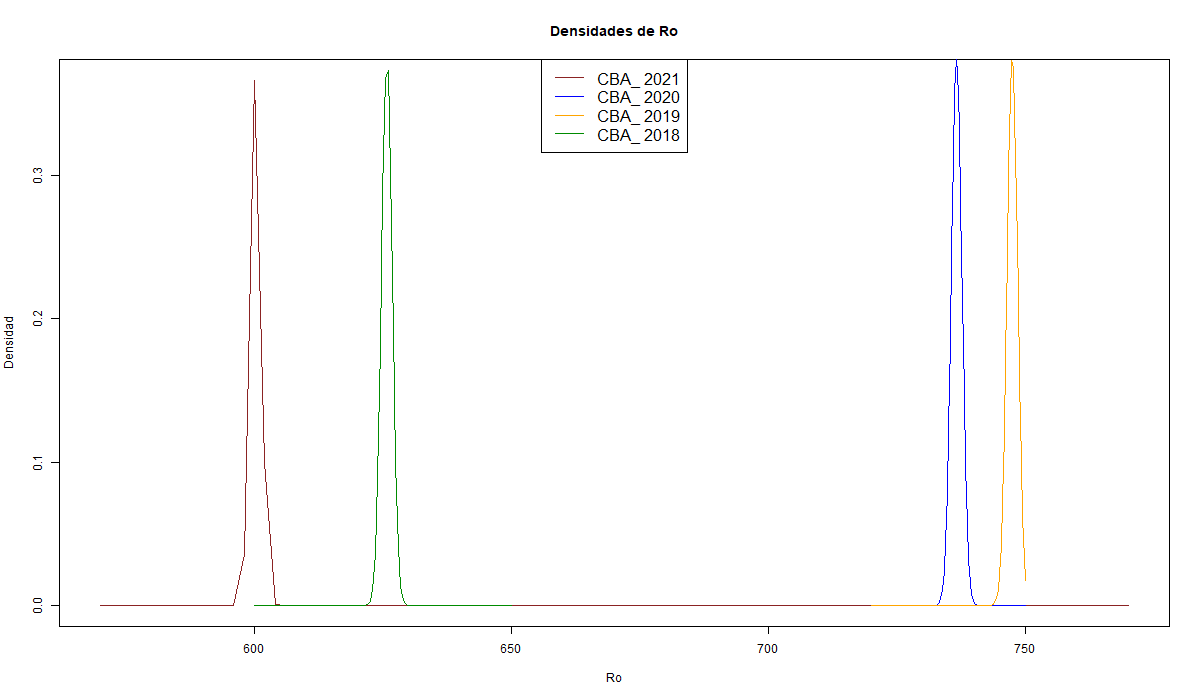 Densidades de Ro
CBA_ 2021
CBA_ 2020
CBA_ 2019
CBA_ 2018
0.3
0.2
0.1
0.0
Densidad
600
650
700
750
Ro